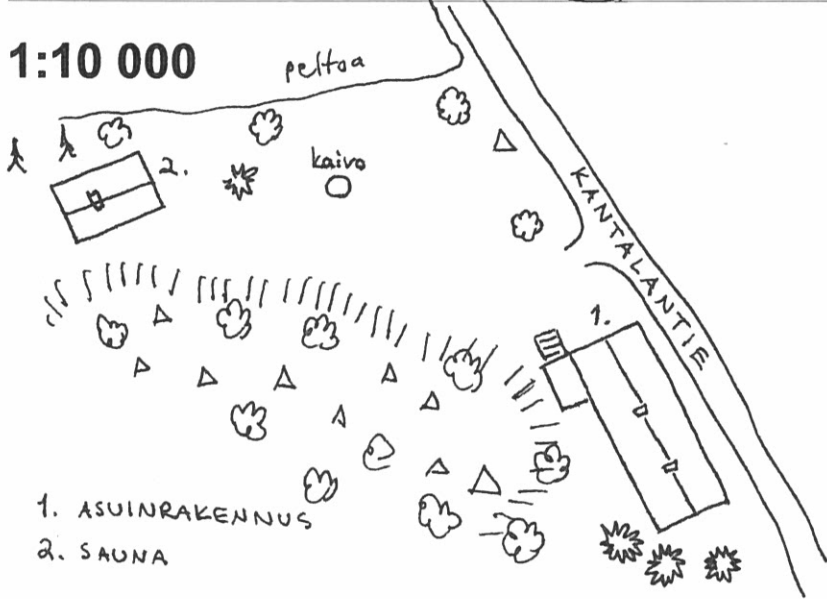 1:10 000
peltoa
kaivo
2.
KANTALANTIE
1.
1. ASUINRAKENNUS
2. SAUNA